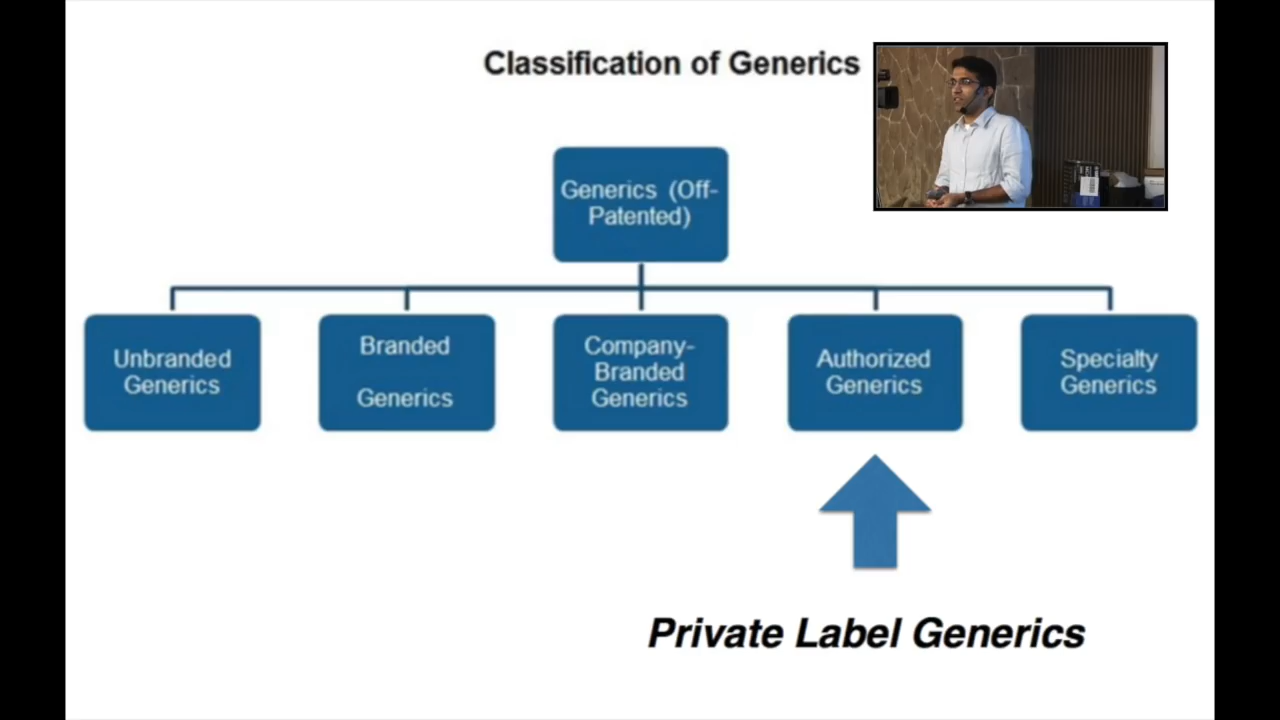 Classification of Generics
Generics (Off-
Patented)
Unbranded
Generics
Branded
Generics
Company-
Branded
Generics
Authorized
Generics
Specialty
Generics
Private Label Generics